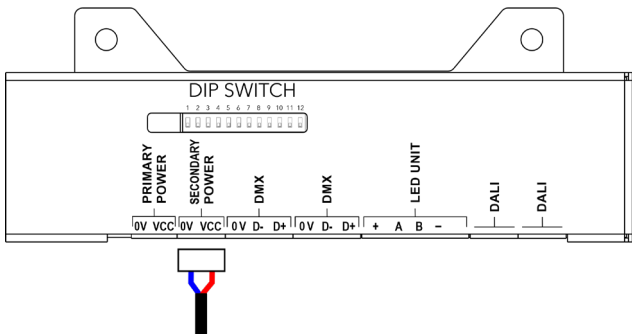 DIP SWITCH
1 2 3 4 5 6 7 8 9 10 11 12
PRIMARY
POWER
SECONDARY
POWER
DMX
DMX
LED UNIT
DALI
DALI
0V VCC 0V VCC 0V D- D+ 0V D- D+ + A B -